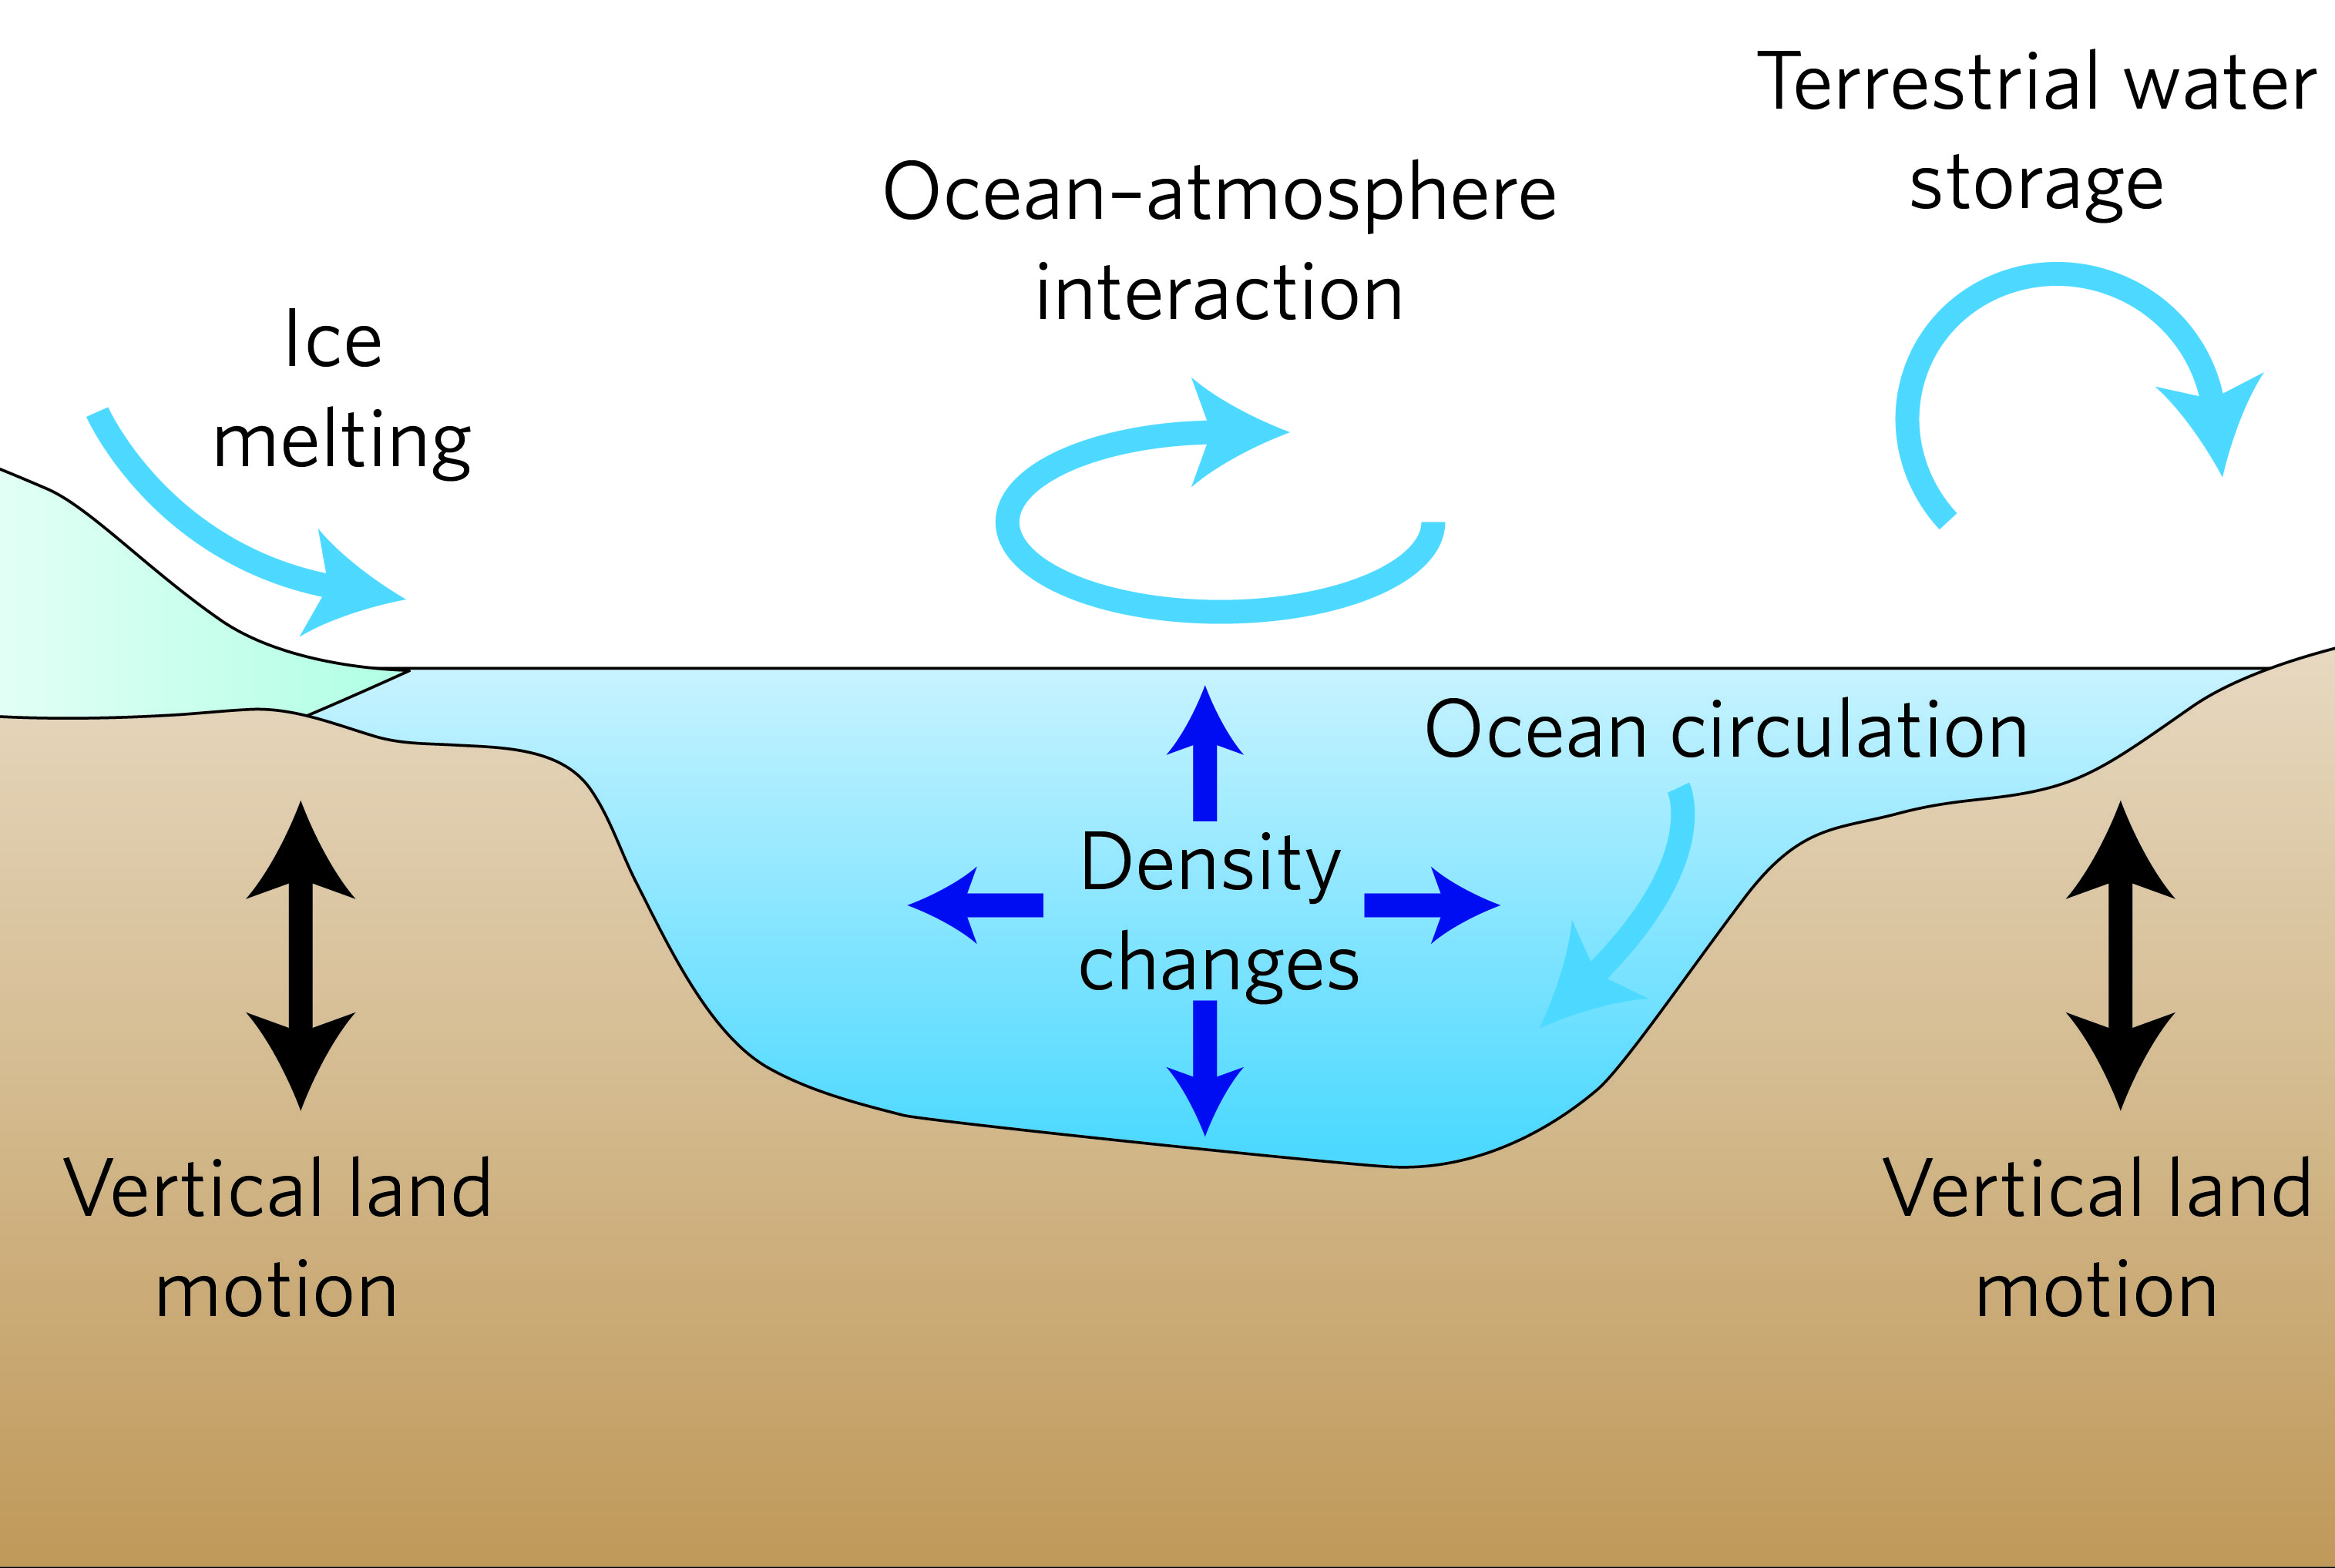 Terrestrial water
storage
Ocean–atmosphere
interaction
Ice
melting
Ocean circulation
Density
changes
Vertical land
motion
Vertical land
motion